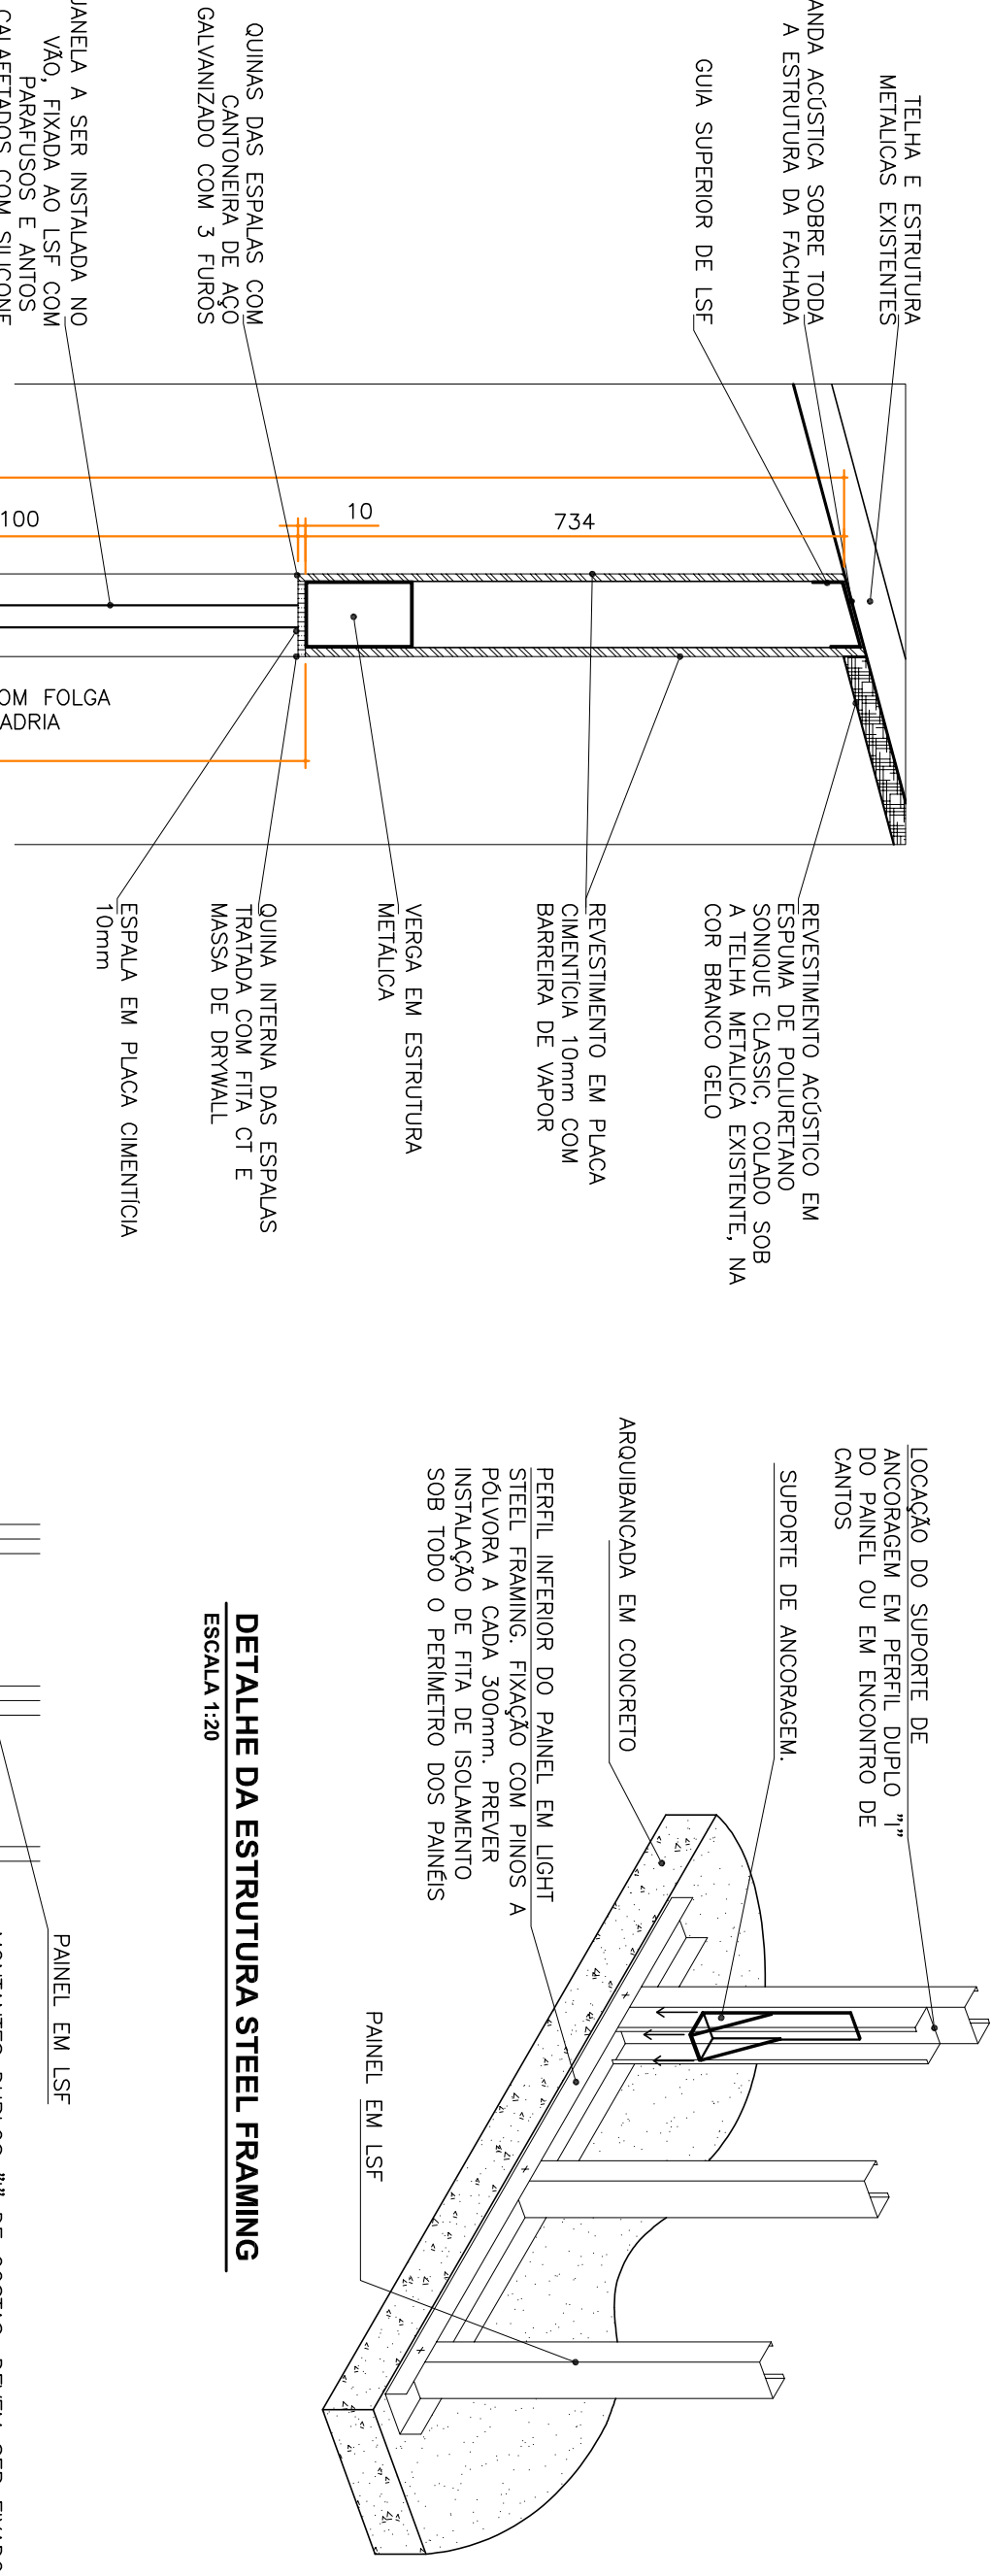 TELHA E ESTRUTURA
METALICAS EXISTENTES
ANDA ACÚSTICA SOBRE TODA
A ESTRUTURA DA FACHADA
GUIA SUPERIOR DE LSF
QUINAS DAS ESPALAS COM
CANTONEIRA DE AÇO
GALVANIZADO COM 3 FUROS
JANELA A SER INSTALADA NO
VÃO, FIXADA AO LSF COM
PARAFUSOS E ANTOS
CALAFETADOS COM SILICONE
734
10
100
OM FOLGA
ADRIA
REVESTIMENTO ACÚSTICO EM
ESPUMA DE POLIURETANO
SONIQUE CLASSIC, COLADO SOB
A TELHA METALICA EXISTENTE, NA
COR BRANCO GELO
REVESTIMENTO EM PLACA
CIMENTÍCIA 10mm COM
BARREIRA DE VAPOR
VERGA EM ESTRUTURA
METÁLICA
QUINA INTERNA DAS ESPALAS
TRATADA COM FITA CT E
MASSA DE DRYWALL
ESPALA EM PLACA CIMENTÍCIA
10mm
LOCAÇÃO DO SUPORTE DE
ANCORAGEM EM PERFIL DUPLO "I"
DO PAINEL OU EM ENCONTRO DE
CANTOS
SUPORTE DE ANCORAGEM.
ARQUIBANCADA EM CONCRETO
PERFIL INFERIOR DO PAINEL EM LIGHT
STEEL FRAMING. FIXAÇÃO COM PINOS A
PÓLVORA A CADA 300mm. PREVER
INSTALAÇÃO DE FITA DE ISOLAMENTO
SOB TODO O PERÍMETRO DOS PAINÉIS
PAINEL EM LSF
DETALHE DA ESTRUTURA STEEL FRAMING
ESCALA 1:20
PAINEL EM LSF